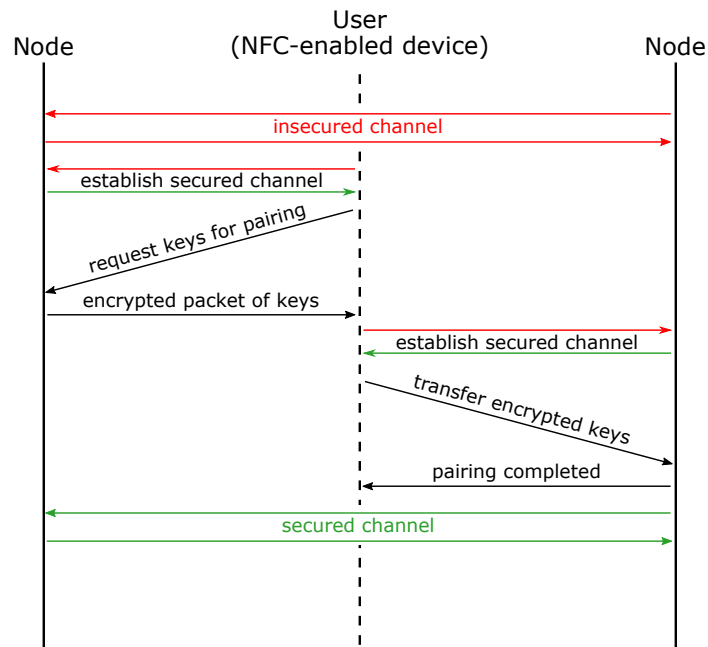 User
(NFC-enabled device)
Node
Node
insecured channel
establish secured channel
request keys for pairing
encrypted packet of keys
establish secured channel
transfer encrypted keys
pairing completed
secured channel